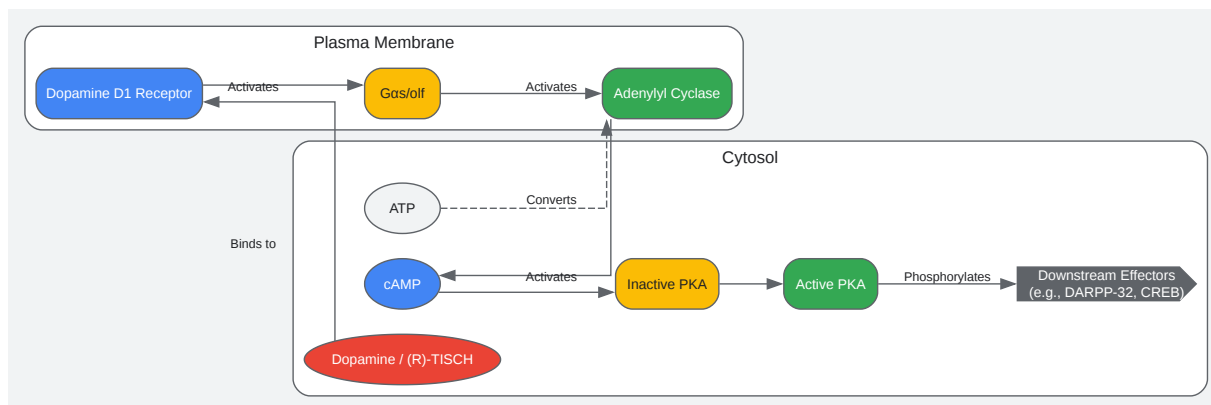 Plasma Membrane
Dopamine D1 Receptor
Activates
Gαs/olf
Activates
Adenylyl Cyclase
Cytosol
ATP
Converts
Binds to
cAMP
Activates
Inactive PKA
Active PKA
Phosphorylates
Downstream Effectors
(e.g., DARPP-32, CREB)
Dopamine / (R)-TISCH